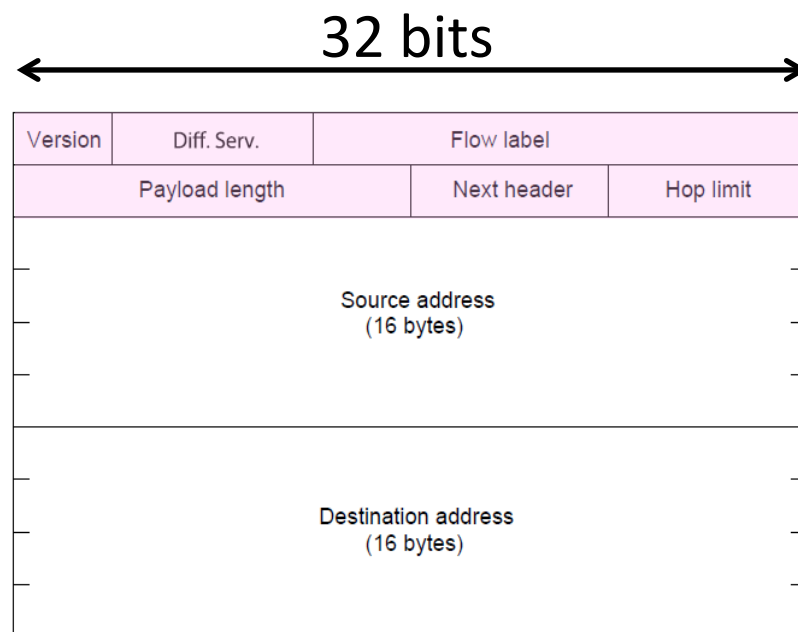 32 bits
Version Diff. Serv. Flow label
Payload length Next header Hop limit
Source address
(16 bytes)
Destination address
(16 bytes)